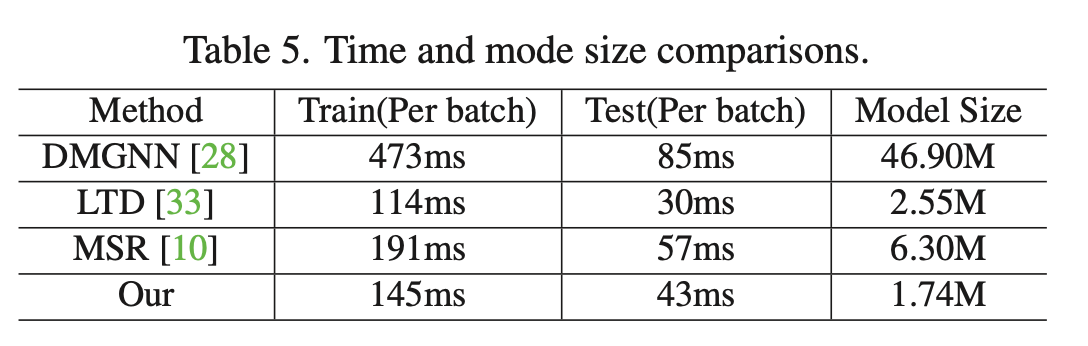 Table 5. Time and mode size comparisons.
Method Train(Per batch) Test(Per batch) Model Size
DMGNN [28] 473ms 85ms 46.90M
LTD [33] 114ms 30ms 2.55M
MSR [10] 191ms 57ms 6.30M
Our 145ms 43ms 1.74M